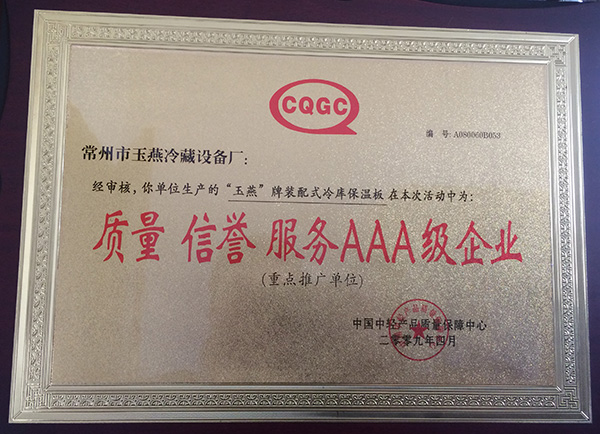 CQGC
编 号:A080060B053
常州市玉燕冷藏设备厂:
经审核,你单位生产的“玉燕”牌装配式冷库保温板 在本次活动中为:
质量 信誉 服务AAA级企业
(重点推广单位)
中国中轻产品质量保障中心
二零零九年四月